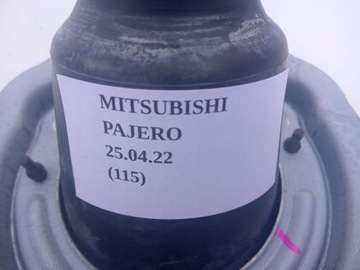 MITSUBISHI
PAJERO
25.04.22
(115)